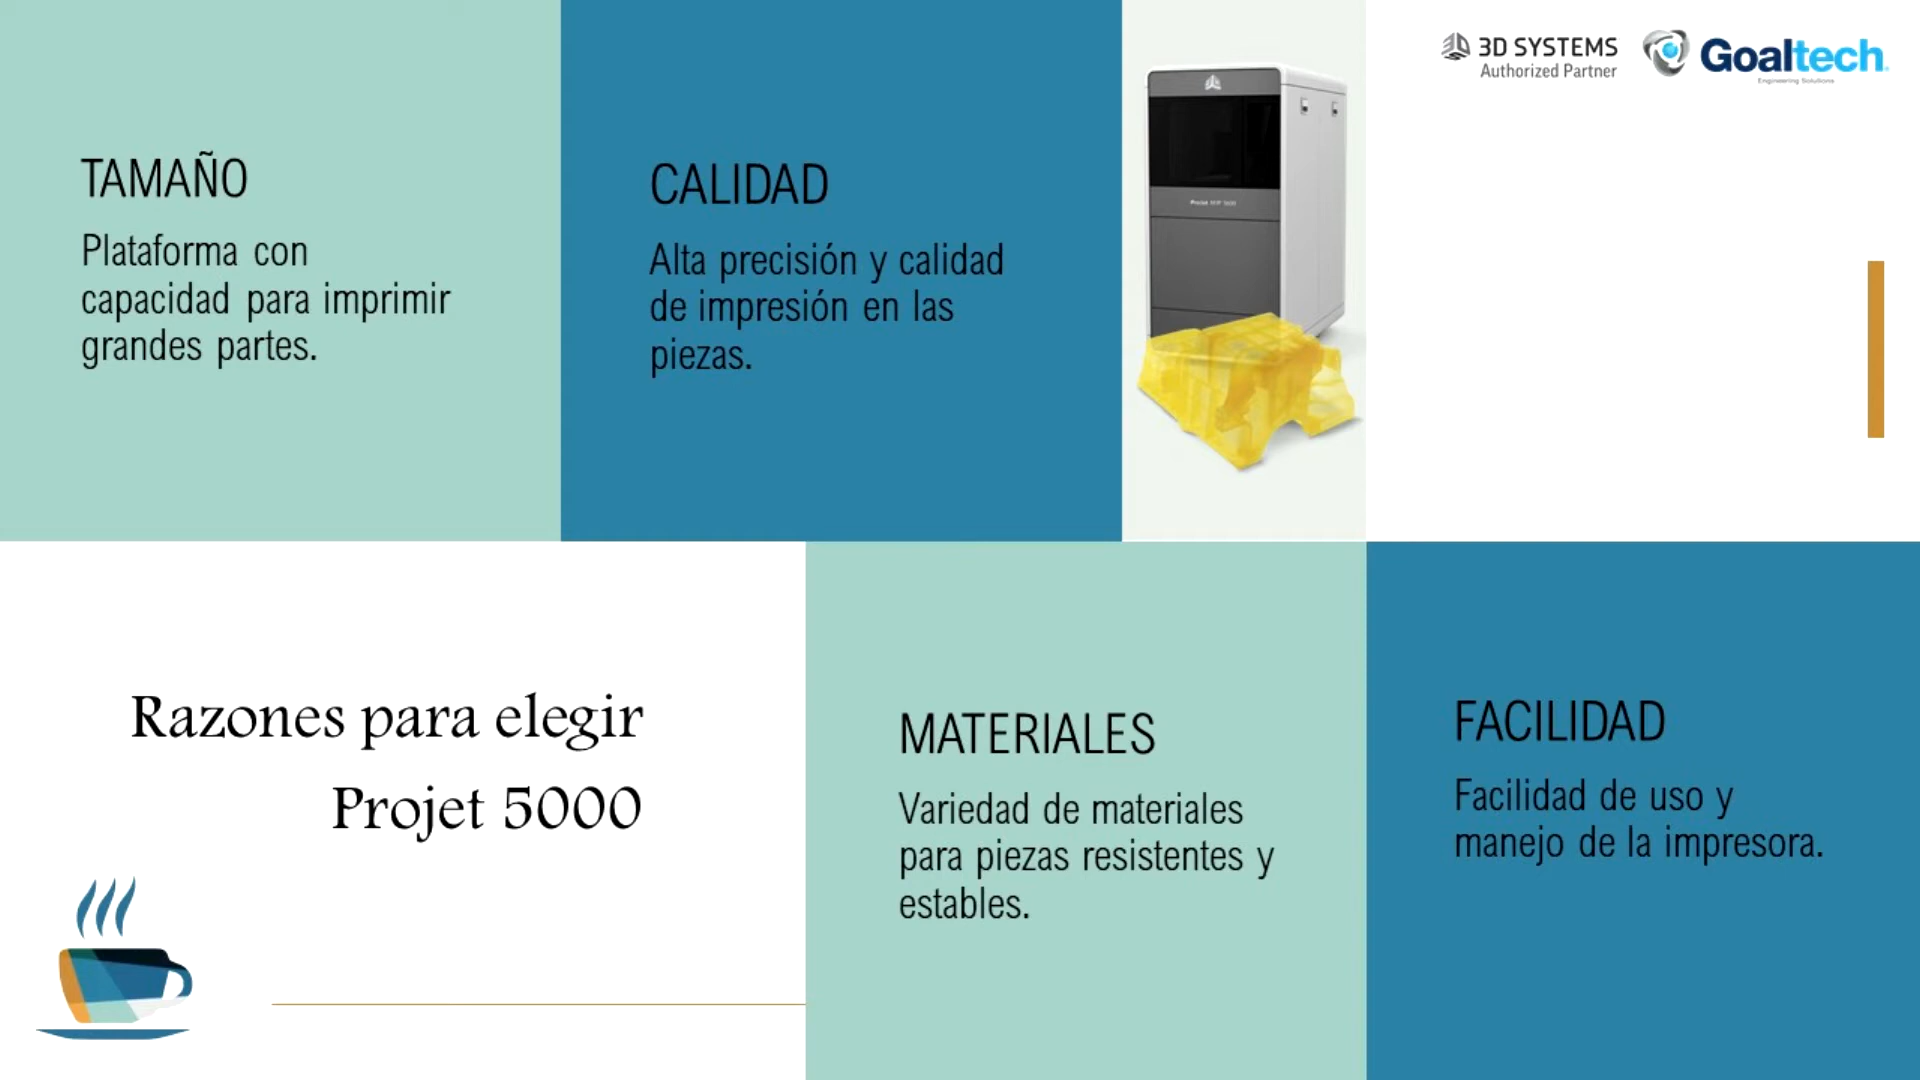 TAMAÑO
Plataforma con
capacidad para imprimir
grandes partes.
CALIDAD
Alta precisión y calidad
de impresión en las
piezas.
3D SYSTEMS
Authorized Partner
Goaltech
Engineering Solutions
Razones para elegir
Projet 5000
MATERIALES
Variedad de materiales
para piezas resistentes y
estables.
FACILIDAD
Facilidad de uso y
manejo de la impresora.